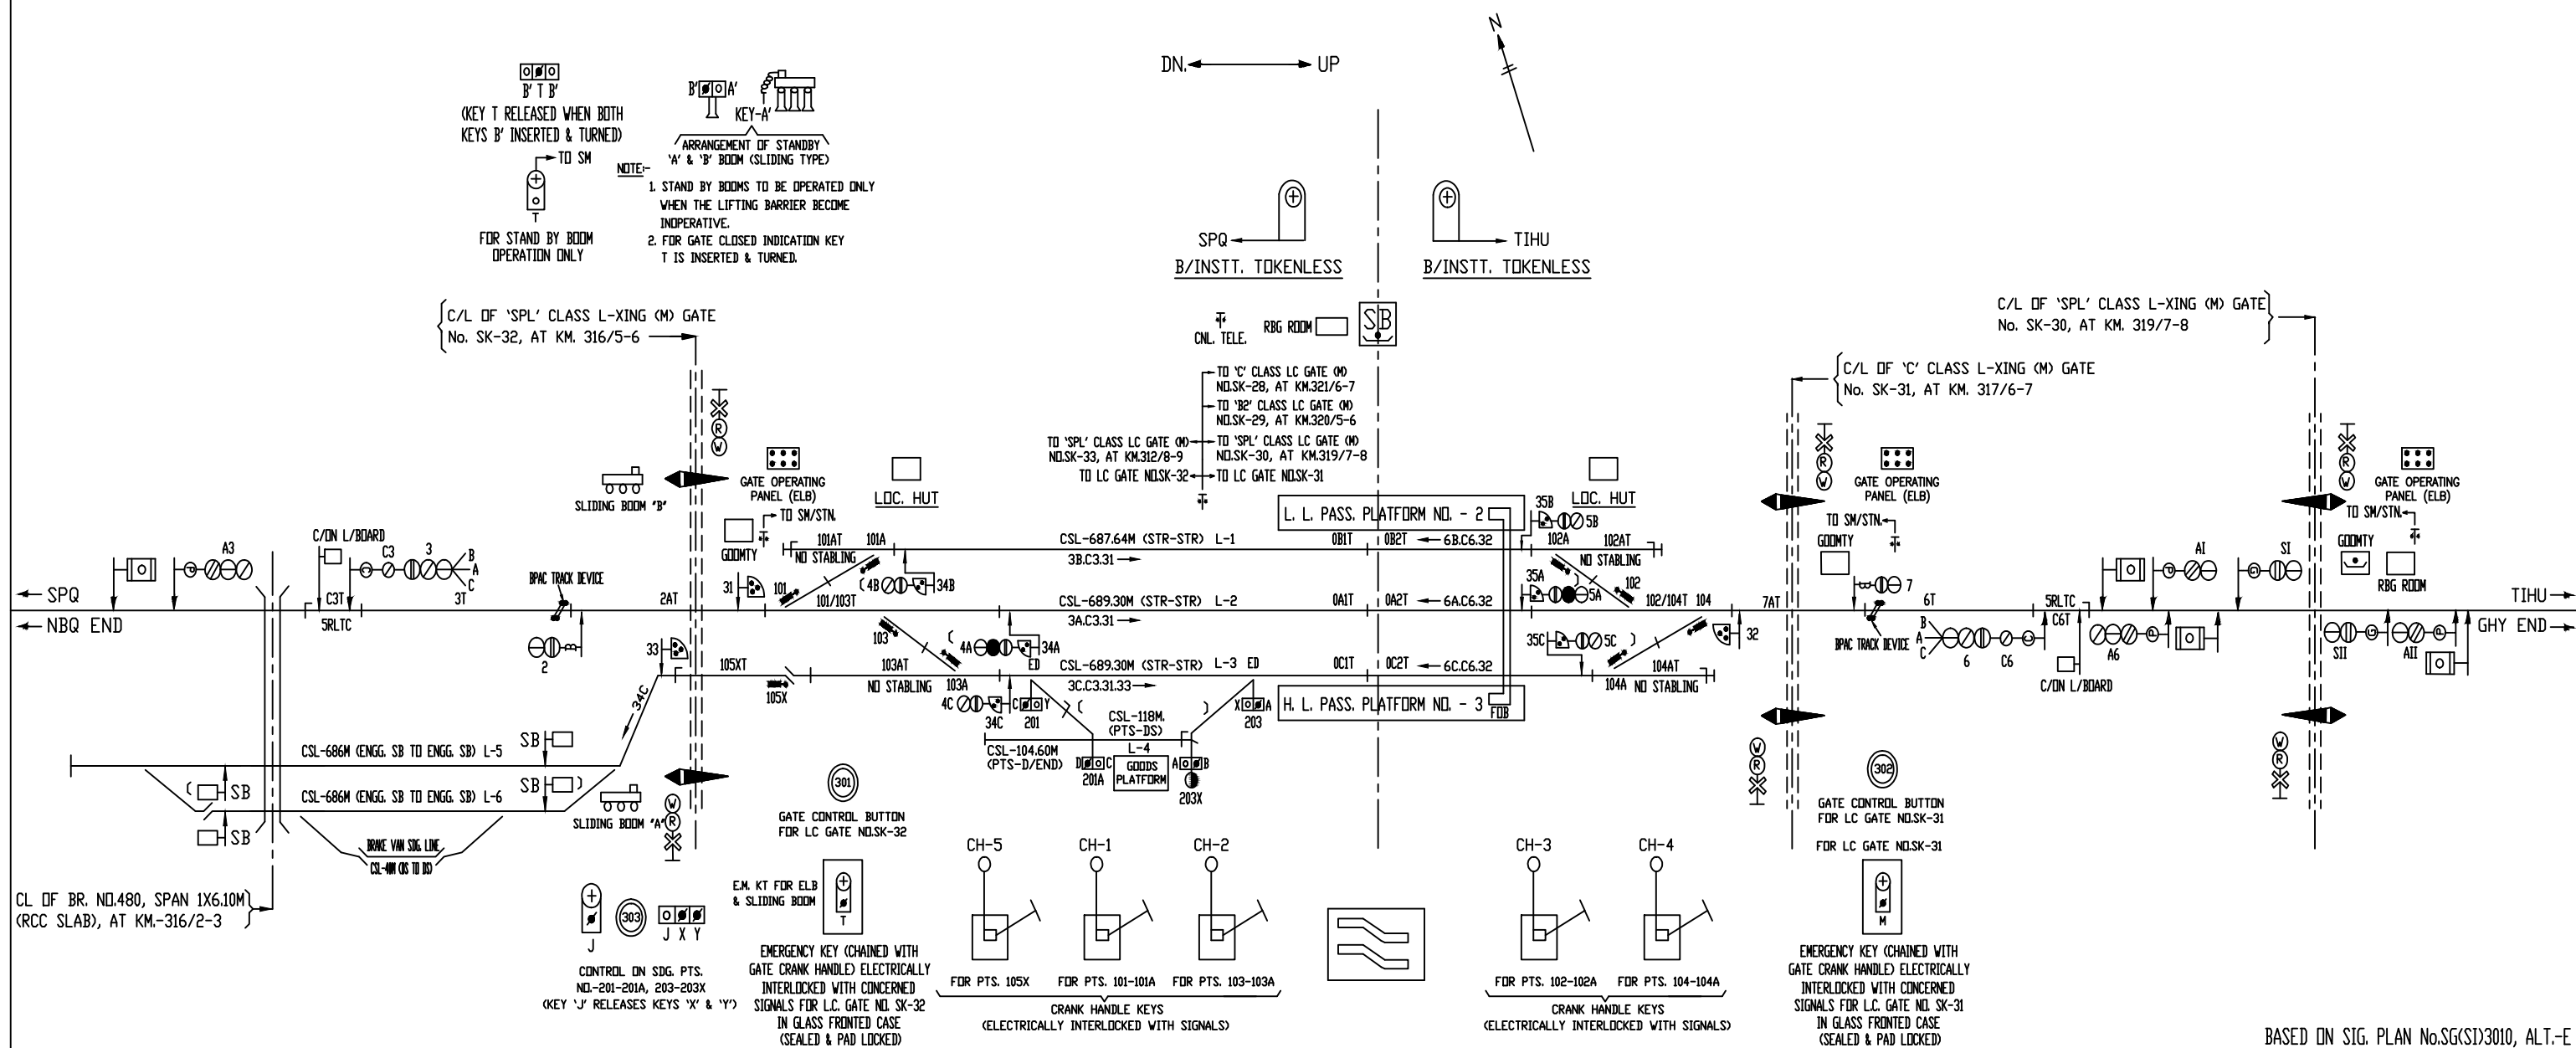 DN. UP
N
B' T B'
(KEY T RELEASED WHEN BOTH
KEYS B' INSERTED & TURNED)
TO SM
T
FOR STAND BY BOOM
OPERATION ONLY
B' A'
KEY-A'
ARRANGEMENT OF STANDBY
'A' & 'B' BOOM (SLIDING TYPE)
NOTE:-
1. STAND BY BOOMS TO BE OPERATED ONLY
WHEN THE LIFTING BARRIER BECOME
INOPERATIVE.
2. FOR GATE CLOSED INDICATION KEY
T IS INSERTED & TURNED.
SPQ
B/INSTT. TOKENLESS
TIHU
B/INSTT. TOKENLESS
C/L OF 'SPL' CLASS L-XING (M) GATE
No. SK-32, AT KM. 316/5-6
CNL. TELE.
RBG ROOM
SB
C/L OF 'SPL' CLASS L-XING (M) GATE
No. SK-30, AT KM. 319/7-8
C/L OF 'C' CLASS L-XING (M) GATE
No. SK-31, AT KM. 317/6-7
TO 'C' CLASS LC GATE (M)
NO.SK-28, AT KM.321/6-7
TO 'B2' CLASS LC GATE (M)
NO.SK-29, AT KM.320/5-6
TO 'SPL' CLASS LC GATE (M)
NO.SK-33, AT KM.312/8-9
TO 'SPL' CLASS LC GATE (M)
NO.SK-30, AT KM.319/7-8
TO LC GATE NO.SK-32
TO LC GATE NO.SK-31
R
W
SLIDING BOOM "B"
GATE OPERATING
PANEL (ELB)
TO SM/STN.
GOOMTY
LOC. HUT
L. L. PASS. PLATFORM NO. - 2
LOC. HUT
R
W
GATE OPERATING
PANEL (ELB)
TO SM/STN.
GOOMTY
R
W
GATE OPERATING
PANEL (ELB)
TO SM/STN.
GOOMTY
RBG ROOM
SPQ
NBQ END
P
A3
C/ON L/BOARD
C3T
5RLTC
C
C3
3
B
A
C
3T
BPAC TRACK DEVICE
2
B
2AT
31
33
101AT
101A
NO STABLING
101
101/103T
4B
34B
CSL-687.64M (STR-STR) L-1
3B.C3.31
0B1T
0B2T
6B.C6.32
35B
5B
102A
102AT
NO STABLING
102
CSL-689.30M (STR-STR) L-2
3A.C3.31
0A1T
0A2T
6A.C6.32
35A
5A
102/104T
104
7AT
32
103
103AT
NO STABLING
103A
4A
34A
ED
CSL-689.30M (STR-STR) L-3 ED
3C.C3.31.33
0C1T
0C2T
6C.C6.32
35C
5C
104AT
104A
NO STABLING
105XT
105X
4C
34C
C Y
201
X A
203
H. L. PASS. PLATFORM NO. - 3
FOB
CSL-118M.
(PTS-DS)
L-4
CSL-104.60M
(PTS-D/END)
D C
201A
GOODS
PLATFORM
A B
203X
B
7
BPAC TRACK DEVICE
6T
B
A
C
6
C6
C
5RLTC
C6T
C/ON L/BOARD
P
AI
A6
P
G
SI
SII
G
AII
P
TIHU
GHY END
34C
CSL-686M (ENGG. SB TO ENGG. SB) L-5
SB
SB
CSL-686M (ENGG. SB TO ENGG. SB) L-6
SB
SB
BRAKE VAN SDG. LINE
CSL-40M (DS TO DS)
SLIDING BOOM "A"
W
R
W
R
W
R
CL OF BR. NO.480, SPAN 1X6.10M
(RCC SLAB), AT KM.-316/2-3
301
GATE CONTROL BUTTON
FOR LC GATE NO.SK-32
302
GATE CONTROL BUTTON
FOR LC GATE NO.SK-31
FOR LC GATE NO.SK-31
J
303
J X Y
CONTROL ON SDG. PTS.
NO.-201-201A, 203-203X
(KEY 'J' RELEASES KEYS 'X' & 'Y')
E.M. KT FOR ELB
& SLIDING BOOM
T
EMERGENCY KEY (CHAINED WITH
GATE CRANK HANDLE) ELECTRICALLY
INTERLOCKED WITH CONCERNED
SIGNALS FOR L.C. GATE NO. SK-32
IN GLASS FRONTED CASE
(SEALED & PAD LOCKED)
CH-5
CH-1
CH-2
FOR PTS. 105X
FOR PTS. 101-101A
FOR PTS. 103-103A
CRANK HANDLE KEYS
(ELECTRICALLY INTERLOCKED WITH SIGNALS)
CH-3
CH-4
FOR PTS. 102-102A
FOR PTS. 104-104A
CRANK HANDLE KEYS
(ELECTRICALLY INTERLOCKED WITH SIGNALS)
M
EMERGENCY KEY (CHAINED WITH
GATE CRANK HANDLE) ELECTRICALLY
INTERLOCKED WITH CONCERNED
SIGNALS FOR L.C. GATE NO. SK-31
IN GLASS FRONTED CASE
(SEALED & PAD LOCKED)
BASED ON SIG. PLAN No.SG(SI)3010, ALT.-E